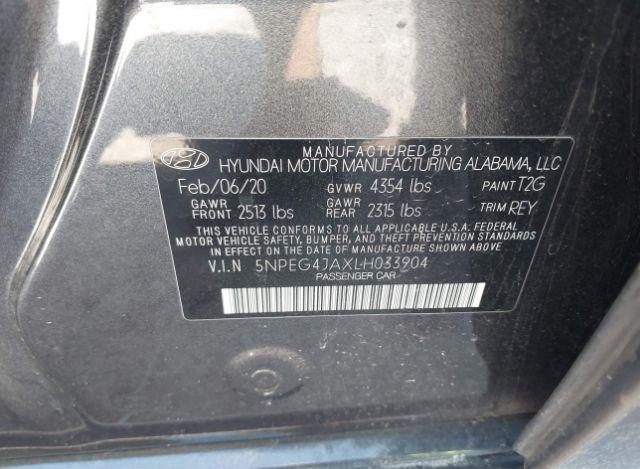 MANUFACTURED BY
HYUNDAI MOTOR MANUFACTURING ALABAMA, LLC
Feb/06/20 GVWR 4354 lbs PAINT T2G
GAWR FRONT 2513 lbs GAWR REAR 2315 lbs TRIM REY
THIS VEHICLE CONFORMS TO ALL APPLICABLE U.S.A. FEDERAL
MOTOR VEHICLE SAFETY, BUMPER, AND THEFT PREVENTION STANDARDS
IN EFFECT ON THE DATE OF MANUFACTURE SHOWN ABOVE
V.I.N 5NPEG4JAXLH033904
PASSENGER CAR